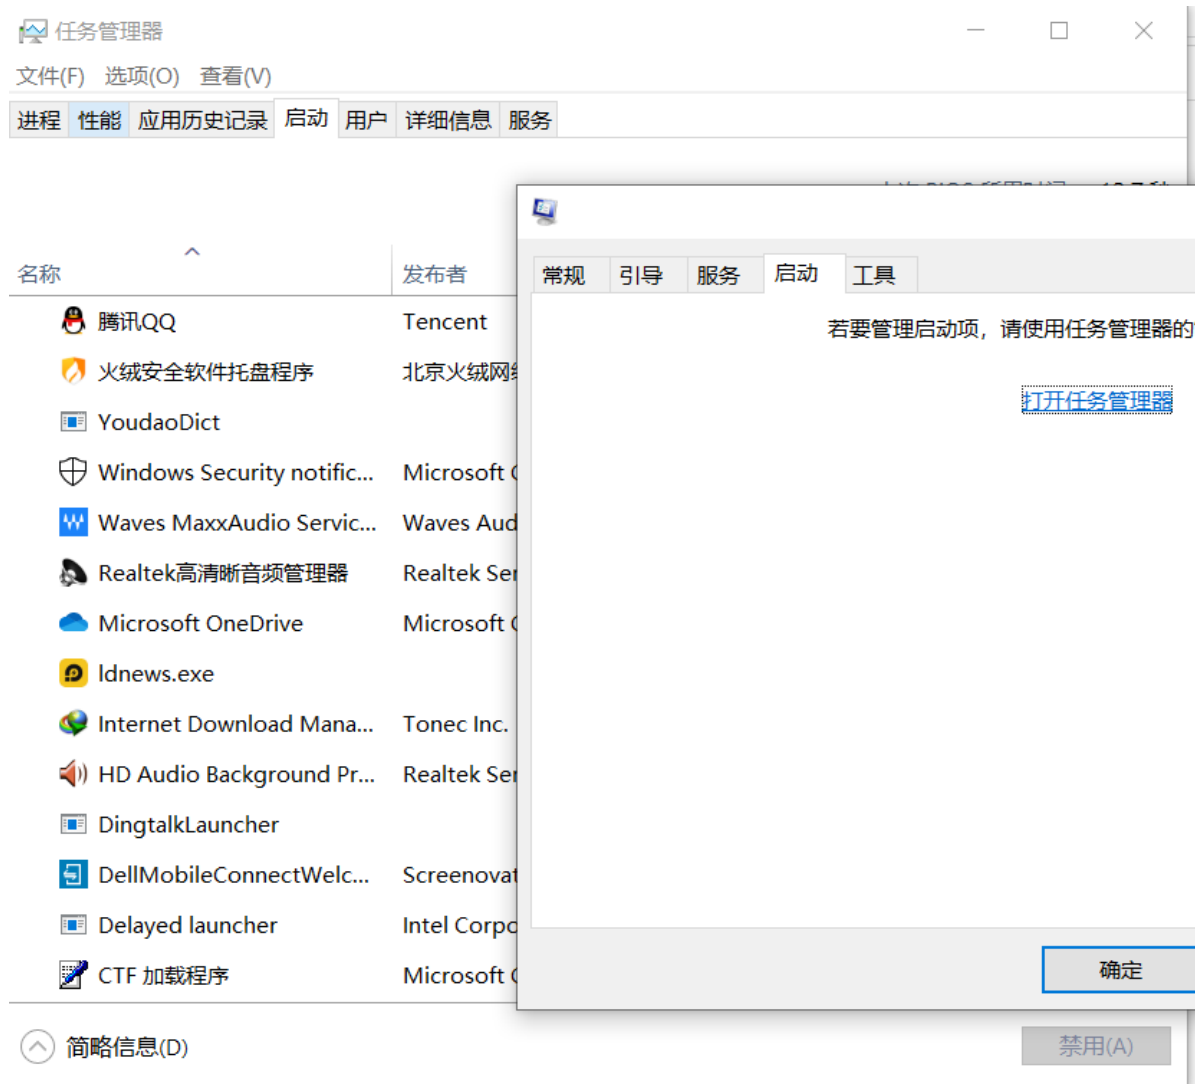 任务管理器
文件(F) 选项(O) 查看(V)
进程 性能 应用历史记录 启动 用户 详细信息 服务
名称 发布者
腾讯QQ Tencent
火绒安全软件托盘程序 北京火绒网
YoudaoDict
Windows Security notific... Microsoft
Waves MaxxAudio Servic... Waves Aud
Realtek高清晰音频管理器 Realtek Ser
Microsoft OneDrive Microsoft
ldnews.exe
Internet Download Mana... Tonec Inc.
HD Audio Background Pr... Realtek Ser
DingtalkLauncher
DellMobileConnectWelc... Screenovat
Delayed launcher Intel Corpo
CTF 加载程序 Microsoft
简略信息(D)
禁用(A)
常规 引导 服务 启动 工具
若要管理启动项，请使用任务管理器的
打开任务管理器
确定